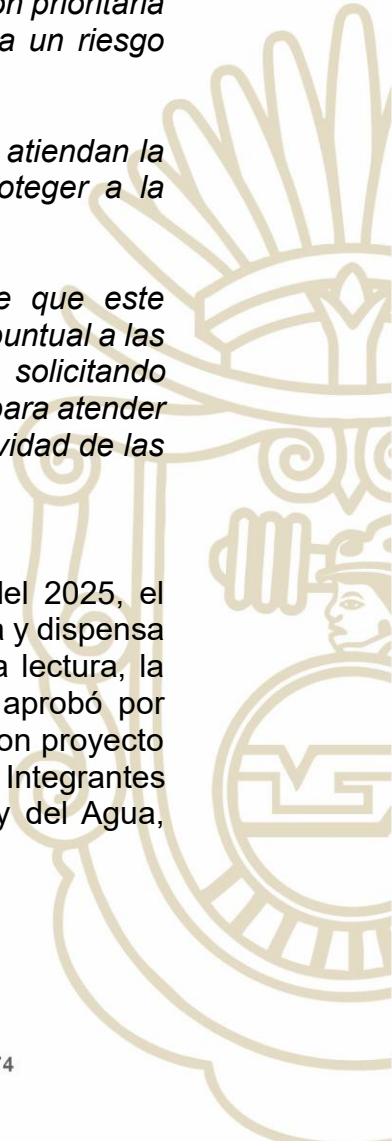 ón prioritaria
a un riesgo
atiendan la
oteger a la
e que este
puntual a las
solicitando
para atender
vidad de las
del 2025, el
a y dispensa
a lectura, la
aprobó por
on proyecto
Integrantes
y del Agua,
74